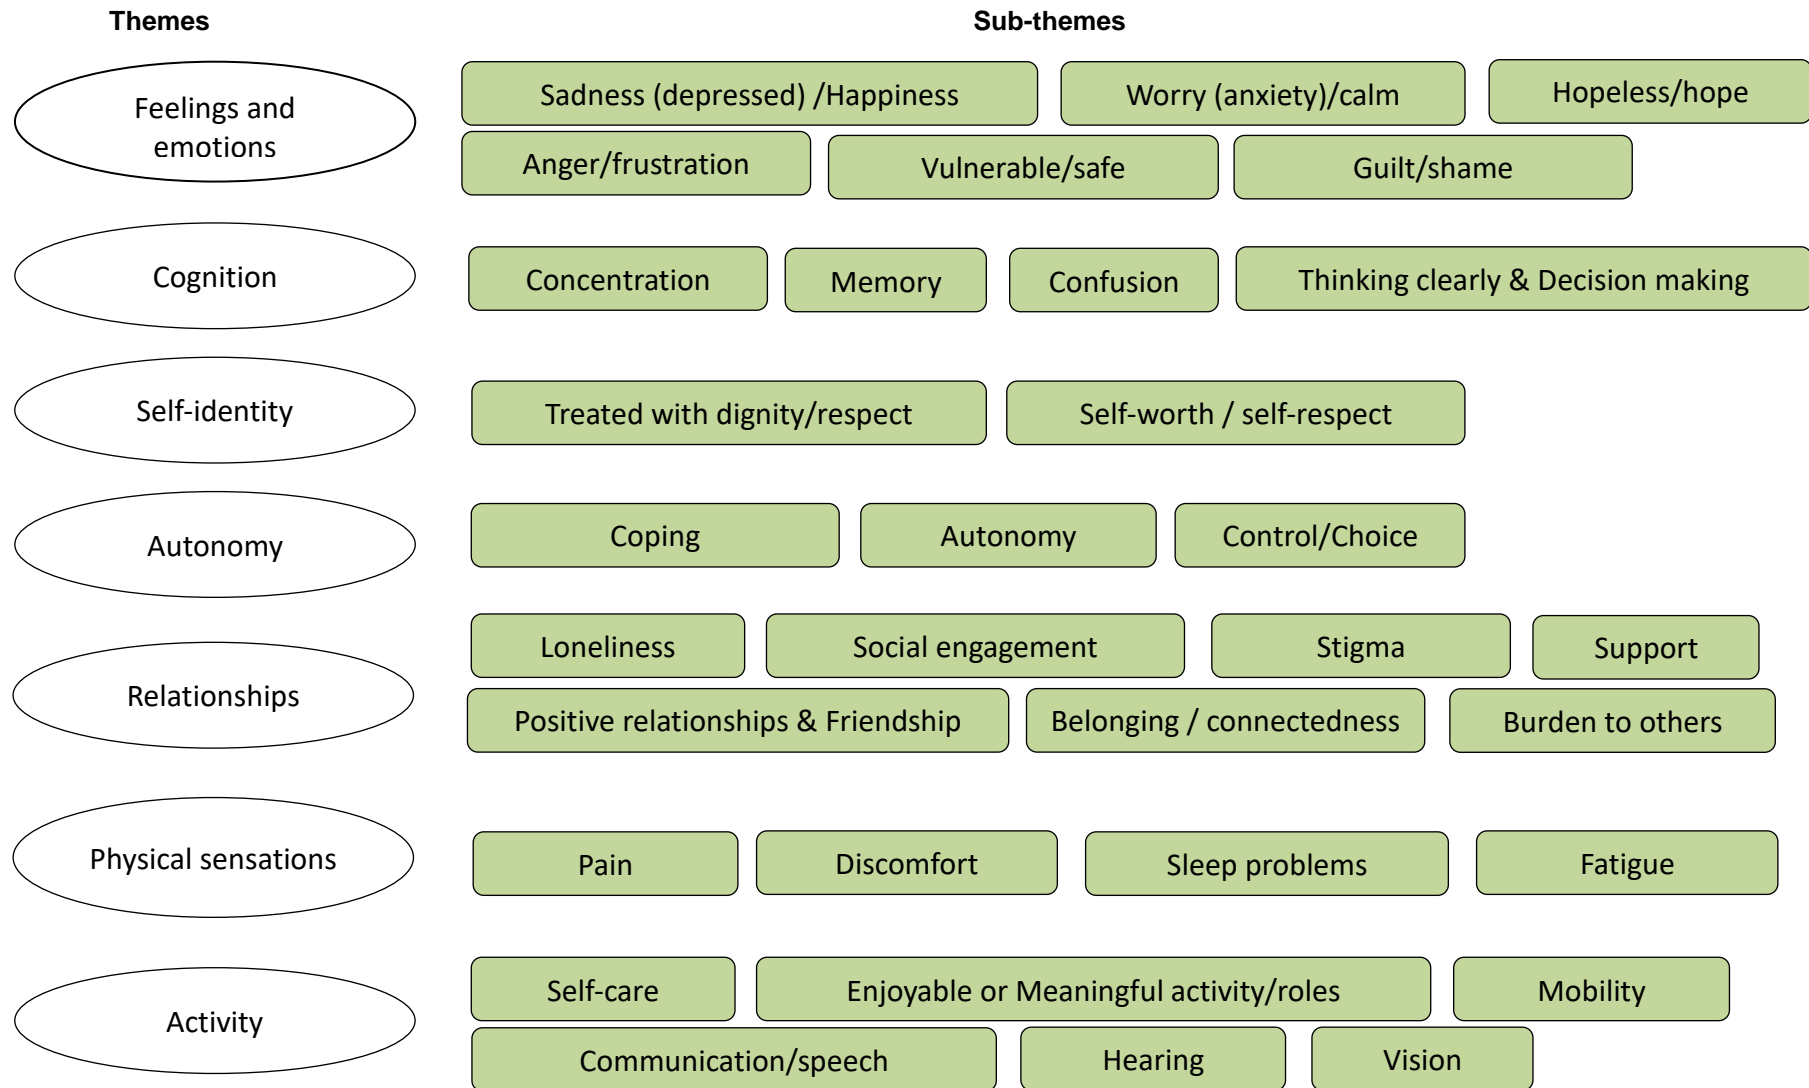 Themes
Sub-themes
Feelings and
emotions
Sadness (depressed) /Happiness
Worry (anxiety)/calm
Hopeless/hope
Anger/frustration
Vulnerable/safe
Guilt/shame
Cognition
Concentration
Memory
Confusion
Thinking clearly & Decision making
Self-identity
Treated with dignity/respect
Self-worth / self-respect
Autonomy
Coping
Autonomy
Control/Choice
Relationships
Loneliness
Social engagement
Stigma
Support
Positive relationships & Friendship
Belonging / connectedness
Burden to others
Physical sensations
Pain
Discomfort
Sleep problems
Fatigue
Activity
Self-care
Enjoyable or Meaningful activity/roles
Mobility
Communication/speech
Hearing
Vision